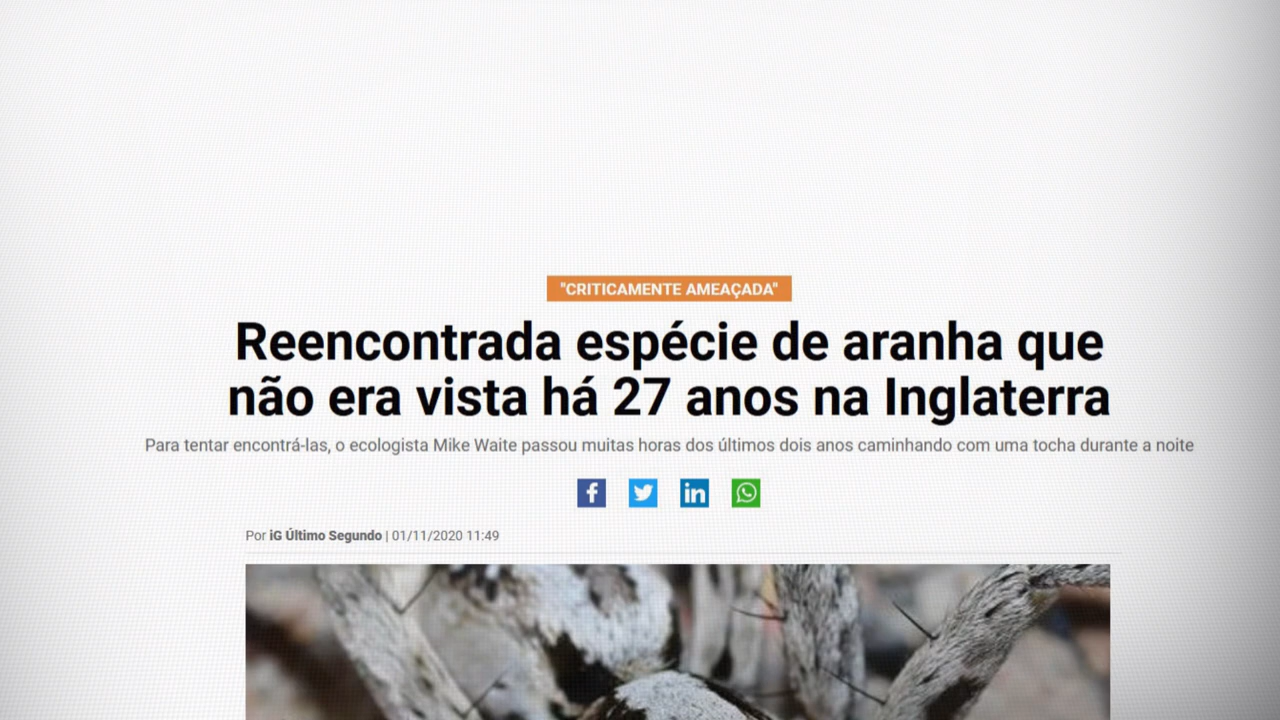 "CRITICAMENTE AMEAÇADA"
Reencontrada espécie de aranha que
não era vista há 27 anos na Inglaterra
Para tentar encontrá-las, o ecologista Mike Waite passou muitas horas dos últimos dois anos caminhando com uma tocha durante a noite
Por iG Último Segundo | 01/11/2020 11:49